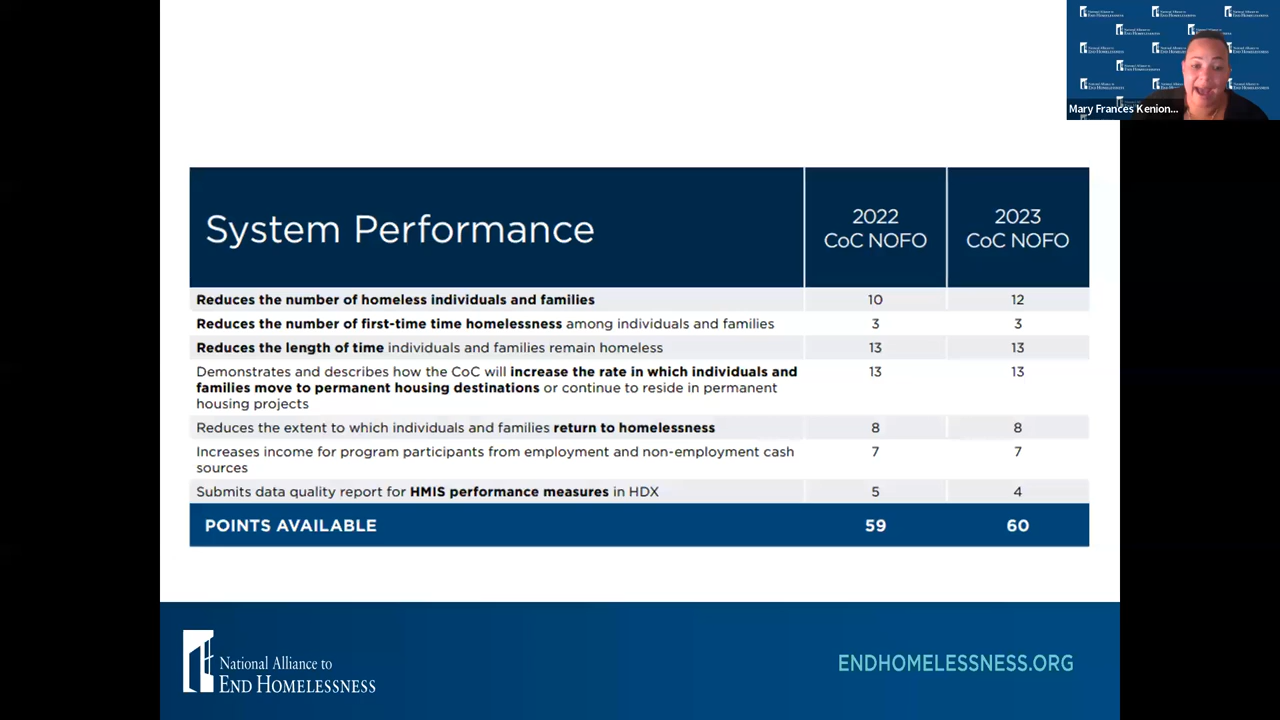 Mary Frances Kenion...
System Performance
2022
CoC NOFO
2023
CoC NOFO
Reduces the number of homeless individuals and families 10 12
Reduces the number of first-time time homelessness among individuals and families 3 3
Reduces the length of time individuals and families remain homeless 13 13
Demonstrates and describes how the CoC will increase the rate in which individuals and 13 13
families move to permanent housing destinations or continue to reside in permanent
housing projects
Reduces the extent to which individuals and families return to homelessness 8 8
Increases income for program participants from employment and non-employment cash 7 7
sources
Submits data quality report for HMIS performance measures in HDX 5 4
POINTS AVAILABLE 59 60
National Alliance to
END HOMELESSNESS
ENDHOMELESSNESS.ORG